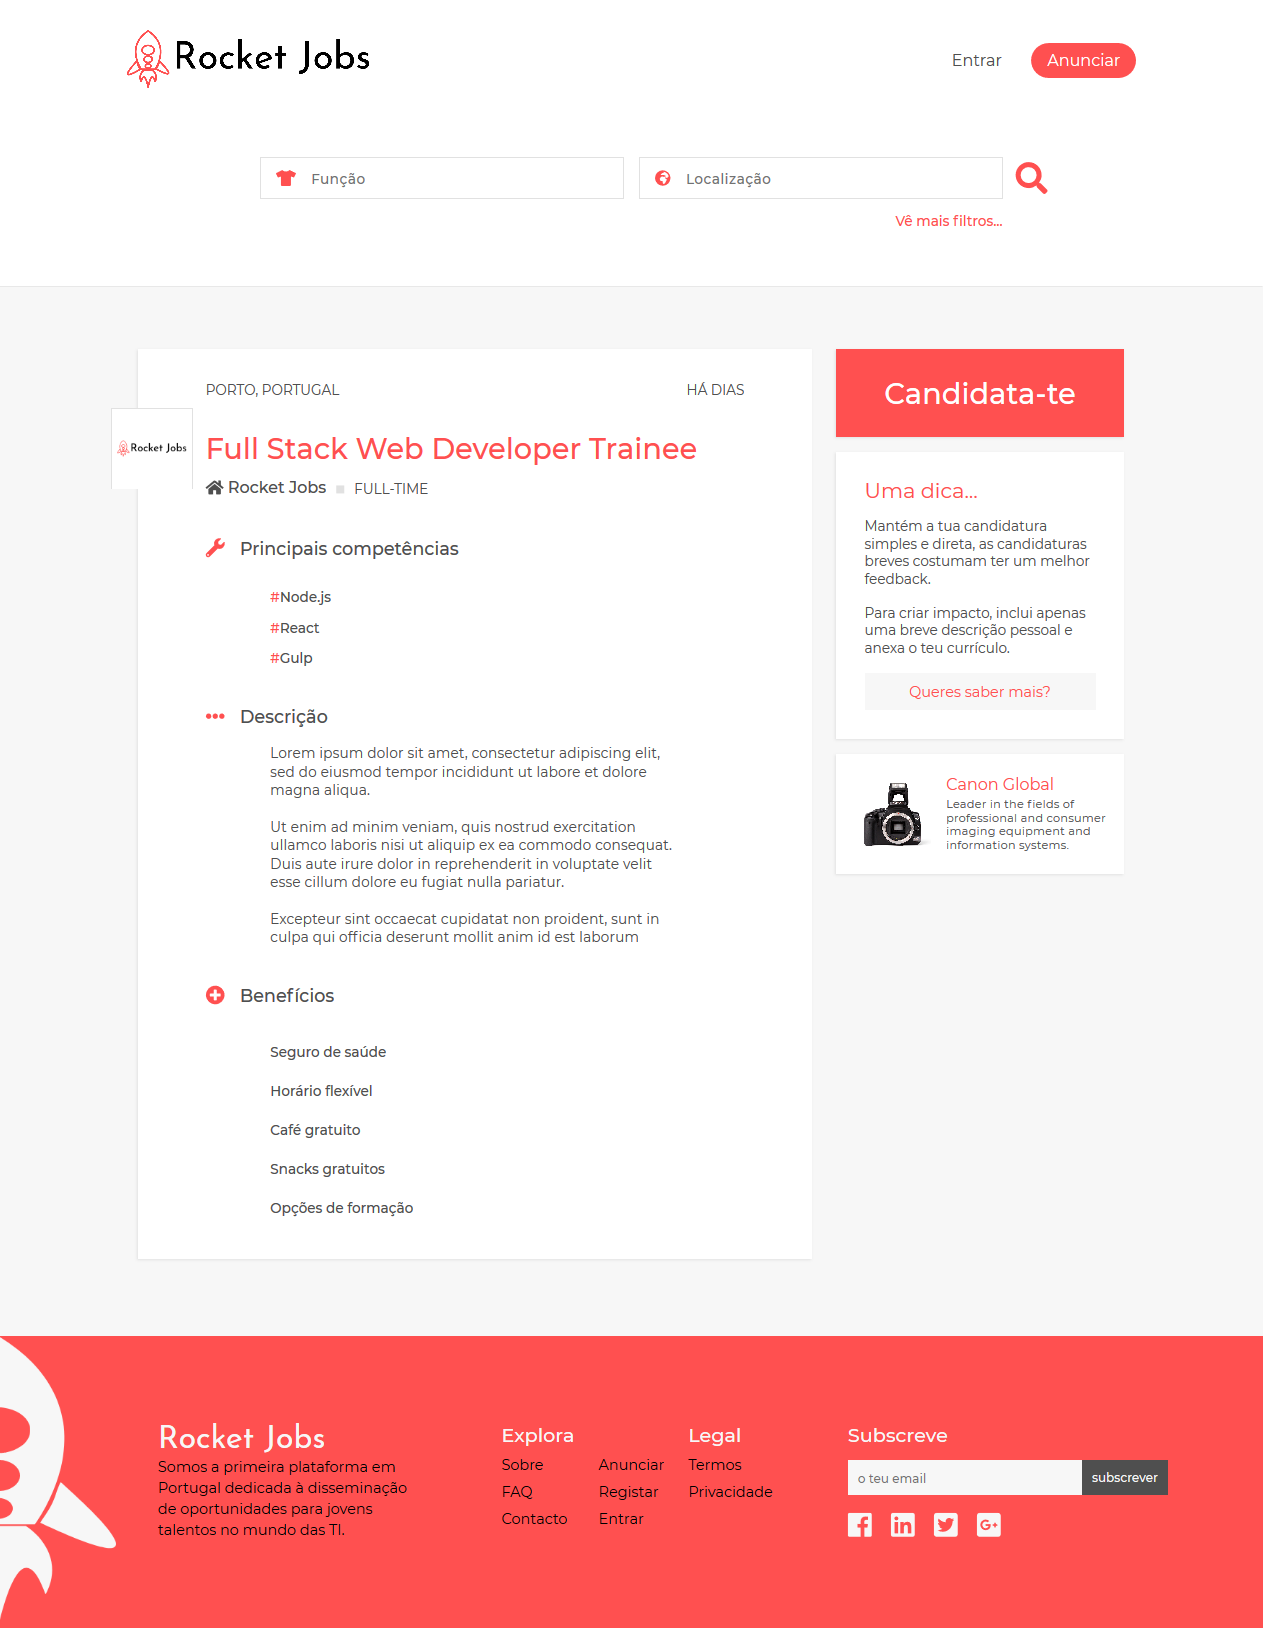 Rocket Jobs
Entrar
Anunciar
Função
Localização
Vê mais filtros...
PORTO, PORTUGAL
HÁ DIAS
Rocket Jobs
Full Stack Web Developer Trainee
Rocket Jobs
FULL-TIME
Principais competências
#Node.js
#React
#Gulp
Descrição
Lorem ipsum dolor sit amet, consectetur adipiscing elit,
sed do eiusmod tempor incididunt ut labore et dolore
magna aliqua.
Ut enim ad minim veniam, quis nostrud exercitation
ullamco laboris nisi ut aliquip ex ea commodo consequat.
Duis aute irure dolor in reprehenderit in voluptate velit
esse cillum dolore eu fugiat nulla pariatur.
Excepteur sint occaecat cupidatat non proident, sunt in
culpa qui officia deserunt mollit anim id est laborum
Benefícios
Seguro de saúde
Horário flexível
Café gratuito
Snacks gratuitos
Opções de formação
Candidata-te
Uma dica...
Mantém a tua candidatura
simples e direta, as candidaturas
breves costumam ter um melhor
feedback.
Para criar impacto, inclui apenas
uma breve descrição pessoal e
anexa o teu currículo.
Queres saber mais?
Canon Global
Leader in the fields of
professional and consumer
imaging equipment and
information systems.
Rocket Jobs
Somos a primeira plataforma em
Portugal dedicada à disseminação
de oportunidades para jovens
talentos no mundo das TI.
Explora
Sobre
FAQ
Contacto
Anunciar
Registar
Entrar
Legal
Termos
Privacidade
Subscreve
o teu email
subscrever